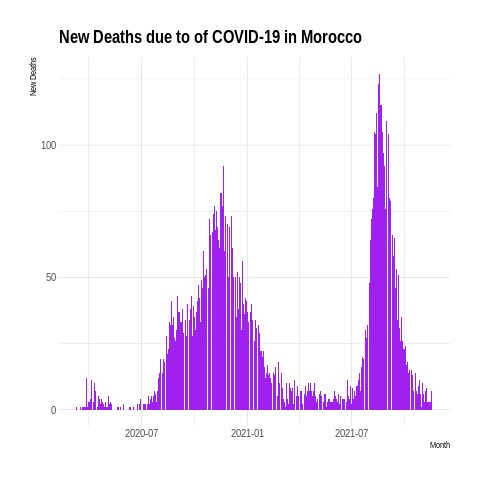 New Deaths due to of COVID-19 in Morocco
New Deaths
100
50
0
2020-07
2021-01
2021-07
Month